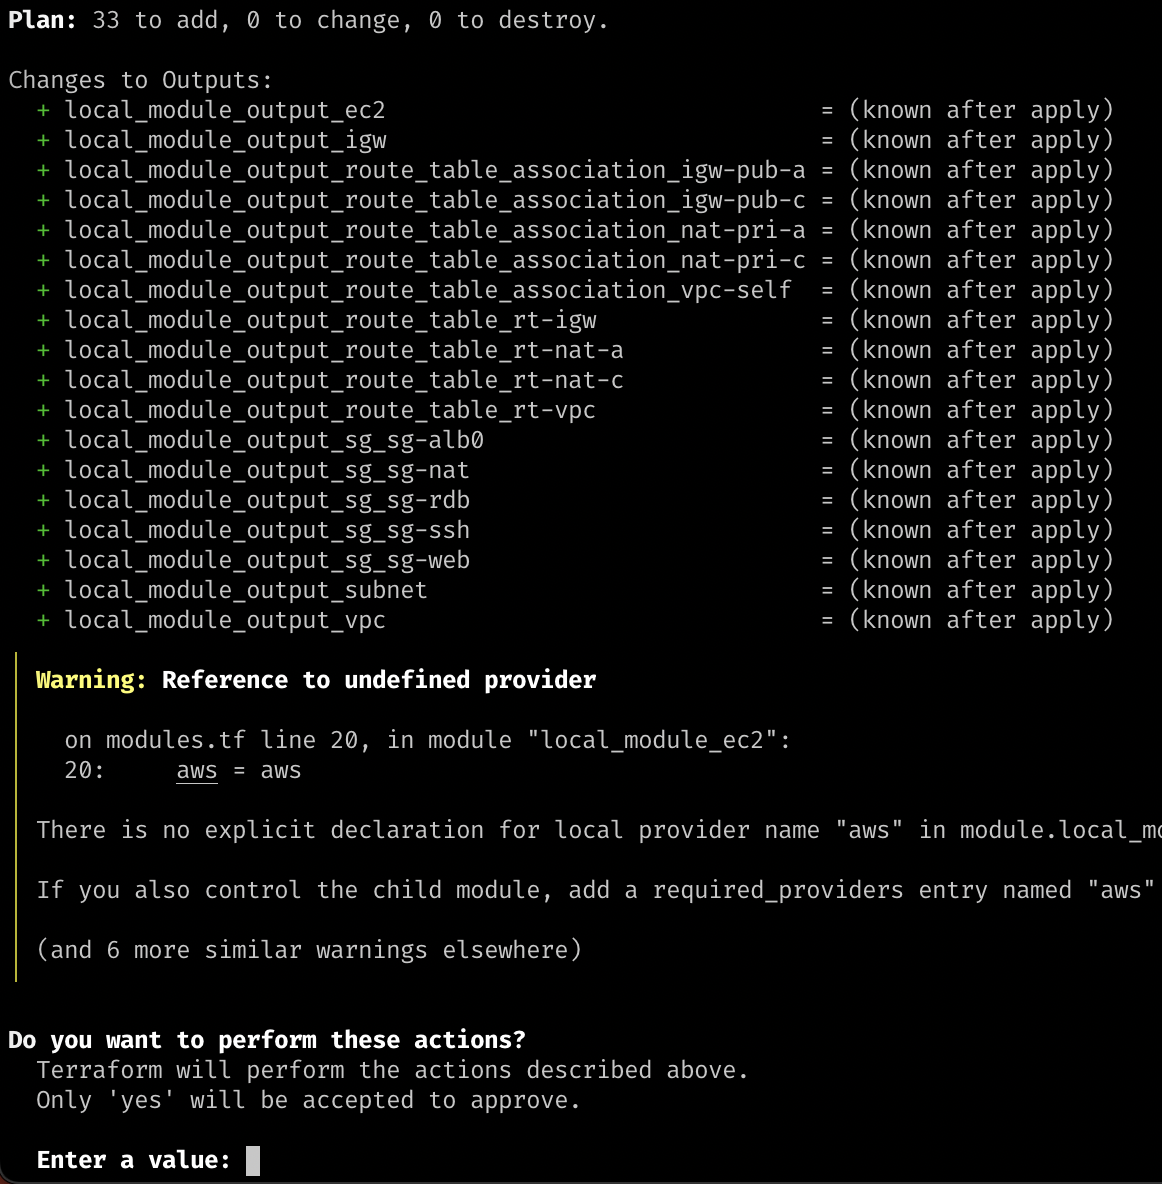 Plan: 33 to add, 0 to change, 0 to destroy.
Changes to Outputs:
+ local_module_output_ec2 = (known after apply)
+ local_module_output_igw = (known after apply)
+ local_module_output_route_table_association_igw-pub-a = (known after apply)
+ local_module_output_route_table_association_igw-pub-c = (known after apply)
+ local_module_output_route_table_association_nat-pri-a = (known after apply)
+ local_module_output_route_table_association_nat-pri-c = (known after apply)
+ local_module_output_route_table_association_vpc-self = (known after apply)
+ local_module_output_route_table_rt-igw = (known after apply)
+ local_module_output_route_table_rt-nat-a = (known after apply)
+ local_module_output_route_table_rt-nat-c = (known after apply)
+ local_module_output_route_table_rt-vpc = (known after apply)
+ local_module_output_sg_sg-alb0 = (known after apply)
+ local_module_output_sg_sg-nat = (known after apply)
+ local_module_output_sg_sg-rdb = (known after apply)
+ local_module_output_sg_sg-ssh = (known after apply)
+ local_module_output_sg_sg-web = (known after apply)
+ local_module_output_subnet = (known after apply)
+ local_module_output_vpc = (known after apply)
Warning: Reference to undefined provider
on modules.tf line 20, in module "local_module_ec2":
20: aws = aws
There is no explicit declaration for local provider name "aws" in module.local_mo
If you also control the child module, add a required_providers entry named "aws"
(and 6 more similar warnings elsewhere)
Do you want to perform these actions?
Terraform will perform the actions described above.
Only 'yes' will be accepted to approve.
Enter a value: